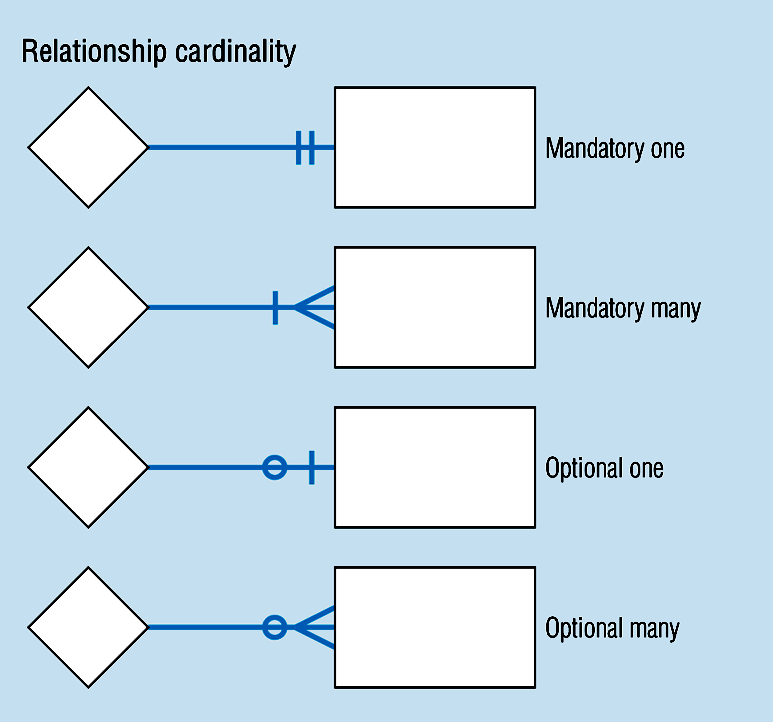 Relationship cardinality
Mandatory one
Mandatory many
Optional one
Optional many